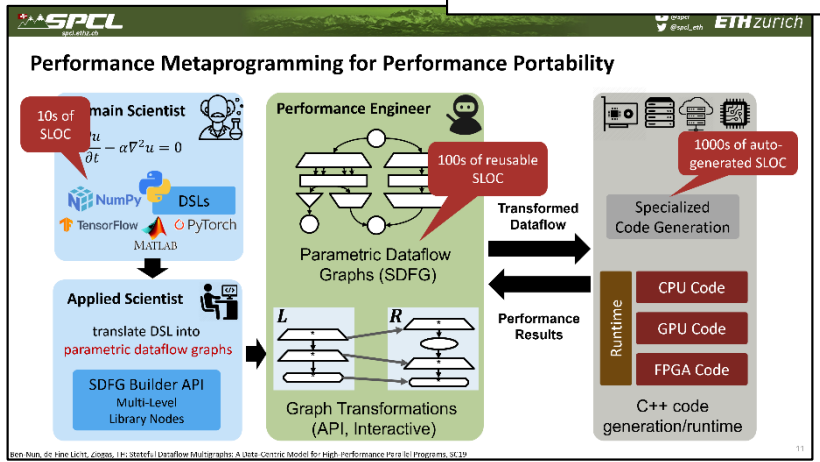 SPCL
spcl.ethz.ch
@spcl
@spcl_eth
ETH zürich
Performance Metaprogramming for Performance Portability
10s of
SLOC
main Scientist
∂u/∂t − α∇²u = 0
NumPy
DSLs
TensorFlow
PyTorch
MATLAB
Applied Scientist
translate DSL into
parametric dataflow graphs
SDFG Builder API
Multi-Level
Library Nodes
Performance Engineer
100s of reusable
SLOC
Parametric Dataflow
Graphs (SDFG)
L
R
Graph Transformations
(API, Interactive)
Transformed
Dataflow
Performance
Results
1000s of auto-
generated SLOC
Specialized
Code Generation
Runtime
CPU Code
GPU Code
FPGA Code
C++ code
generation/runtime
Ben-Nun, de Fine Licht, Ziogas, TH: Stateful Dataflow Multigraphs: A Data-Centric Model for High-Performance Parallel Programs, SC19
11